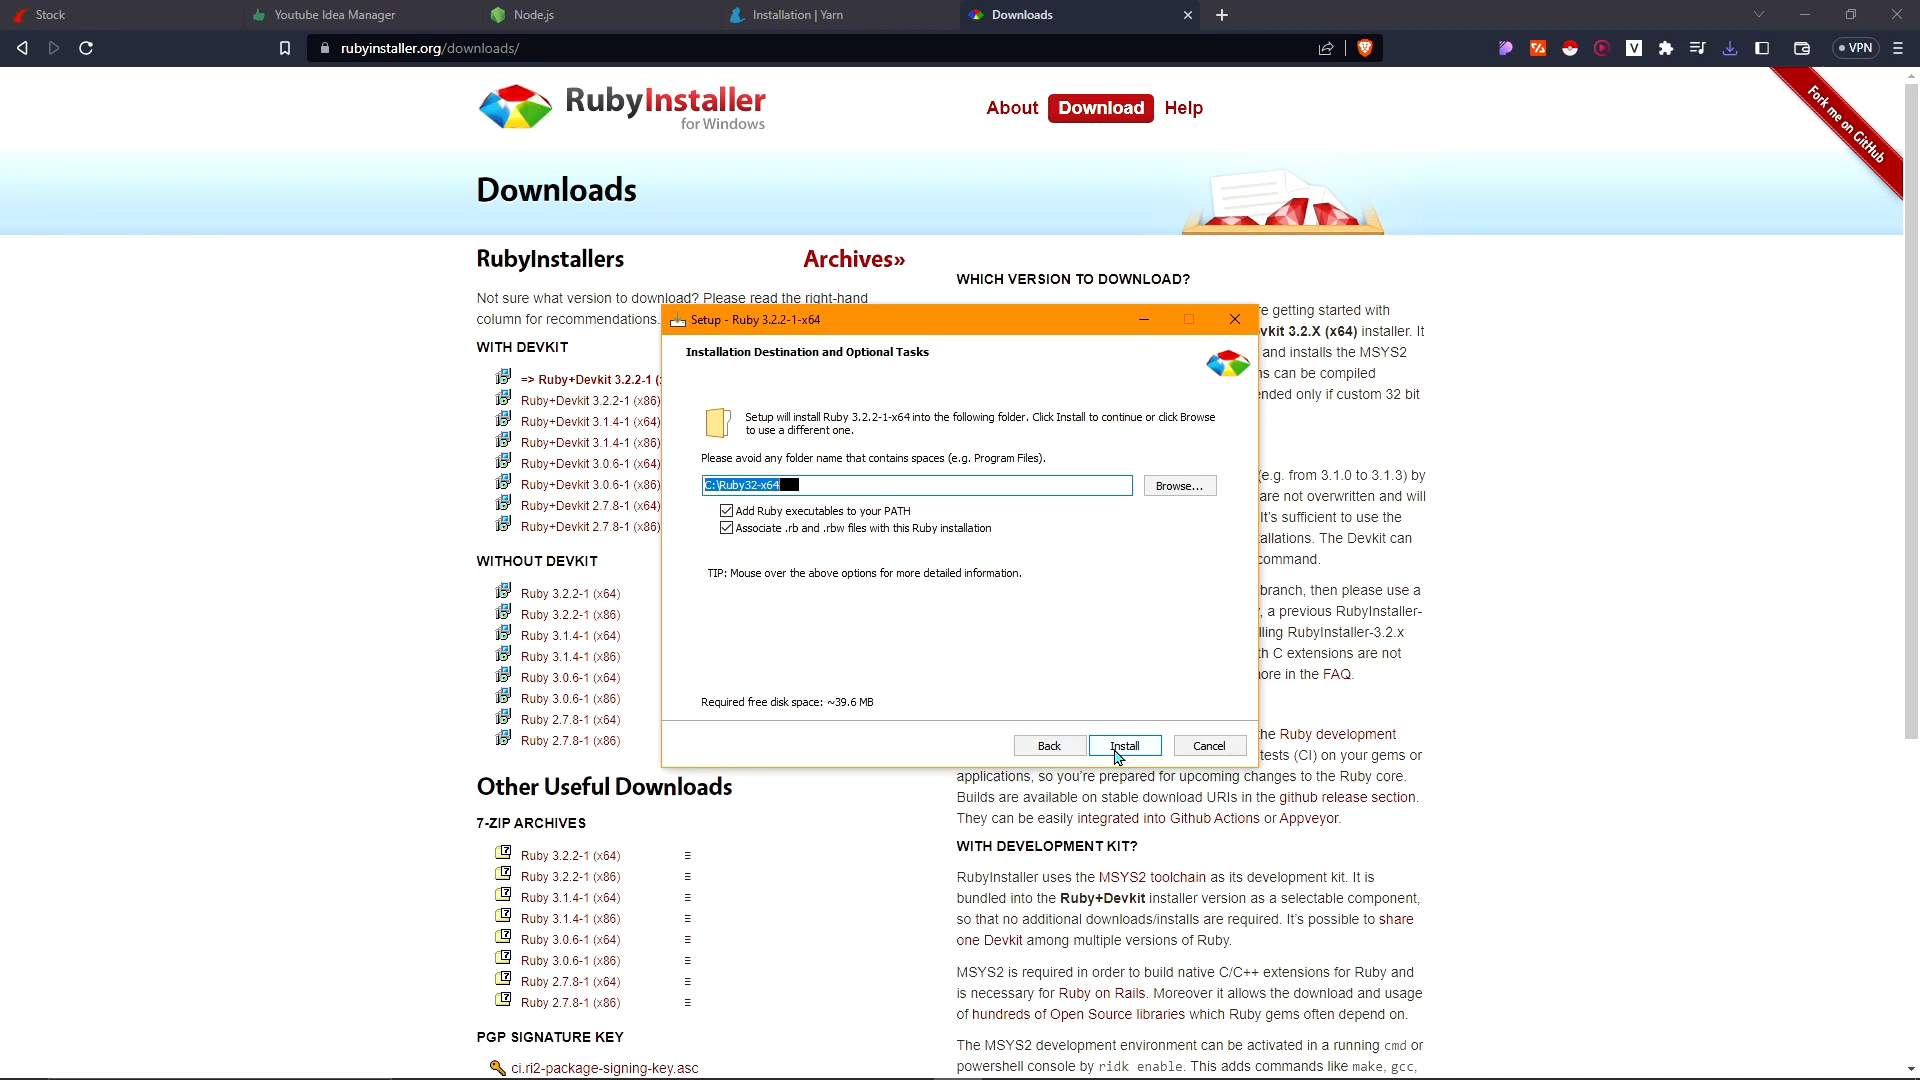 Stock
Youtube Idea Manager
Node.js
Installation | Yarn
Downloads
rubyinstaller.org/downloads/
V
VPN
RubyInstaller
for Windows
About
Download
Help
Fork me on GitHub
Downloads
RubyInstallers
Archives»
Not sure what version to download? Please read the right-hand
column for recommendations.
WITH DEVKIT
=> Ruby+Devkit 3.2.2-1 (
Ruby+Devkit 3.2.2-1 (x86)
Ruby+Devkit 3.1.4-1 (x64)
Ruby+Devkit 3.1.4-1 (x86)
Ruby+Devkit 3.0.6-1 (x64)
Ruby+Devkit 3.0.6-1 (x86)
Ruby+Devkit 2.7.8-1 (x64)
Ruby+Devkit 2.7.8-1 (x86)
WITHOUT DEVKIT
Ruby 3.2.2-1 (x64)
Ruby 3.2.2-1 (x86)
Ruby 3.1.4-1 (x64)
Ruby 3.1.4-1 (x86)
Ruby 3.0.6-1 (x64)
Ruby 3.0.6-1 (x86)
Ruby 2.7.8-1 (x64)
Ruby 2.7.8-1 (x86)
Other Useful Downloads
7-ZIP ARCHIVES
Ruby 3.2.2-1 (x64)
Ruby 3.2.2-1 (x86)
Ruby 3.1.4-1 (x64)
Ruby 3.1.4-1 (x86)
Ruby 3.0.6-1 (x64)
Ruby 3.0.6-1 (x86)
Ruby 2.7.8-1 (x64)
Ruby 2.7.8-1 (x86)
PGP SIGNATURE KEY
ci.ri2-package-signing-key.asc
Setup - Ruby 3.2.2-1-x64
Installation Destination and Optional Tasks
Setup will install Ruby 3.2.2-1-x64 into the following folder. Click Install to continue or click Browse
to use a different one.
Please avoid any folder name that contains spaces (e.g. Program Files).
C:\Ruby32-x64
Browse...
Add Ruby executables to your PATH
Associate .rb and .rbw files with this Ruby installation
TIP: Mouse over the above options for more detailed information.
Required free disk space: ~39.6 MB
Back
Install
Cancel
WHICH VERSION TO DOWNLOAD?
e getting started with
vkit 3.2.X (x64) installer. It
and installs the MSYS2
s can be compiled
nded only if custom 32 bit
(e.g. from 3.1.0 to 3.1.3) by
are not overwritten and will
It's sufficient to use the
allations. The Devkit can
command.
branch, then please use a
, a previous RubyInstaller-
lling RubyInstaller-3.2.x
h C extensions are not
ore in the FAQ.
he Ruby development
tests (CI) on your gems or
applications, so you're prepared for upcoming changes to the Ruby core.
Builds are available on stable download URIs in the github release section.
They can be easily integrated into Github Actions or Appveyor.
WITH DEVELOPMENT KIT?
RubyInstaller uses the MSYS2 toolchain as its development kit. It is
bundled into the Ruby+Devkit installer version as a selectable component,
so that no additional downloads/installs are required. It's possible to share
one Devkit among multiple versions of Ruby.
MSYS2 is required in order to build native C/C++ extensions for Ruby and
is necessary for Ruby on Rails. Moreover it allows the download and usage
of hundreds of Open Source libraries which Ruby gems often depend on.
The MSYS2 development environment can be activated in a running cmd or
powershell console by ridk enable. This adds commands like make, gcc,